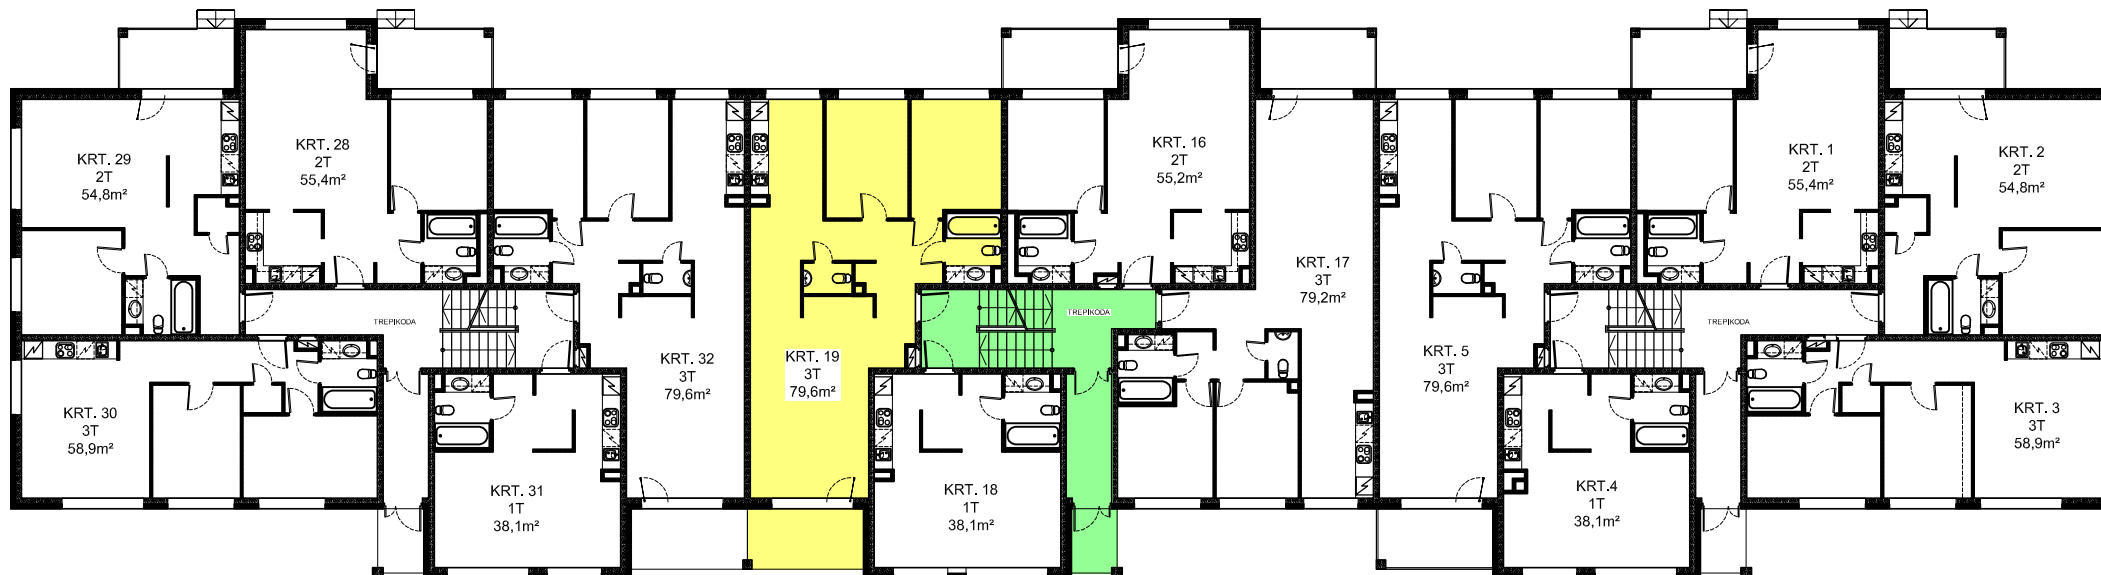 KRT. 29
2T
54,8m²
KRT. 28
2T
55,4m²
KRT. 16
2T
55,2m²
KRT. 1
2T
55,4m²
KRT. 2
2T
54,8m²
KRT. 17
3T
79,2m²
TREPIKODA
TREPIKODA
TREPIKODA
KRT. 30
3T
58,9m²
KRT. 32
3T
79,6m²
KRT. 19
3T
79,6m²
KRT. 5
3T
79,6m²
KRT. 3
3T
58,9m²
KRT. 31
1T
38,1m²
KRT. 18
1T
38,1m²
KRT.4
1T
38,1m²